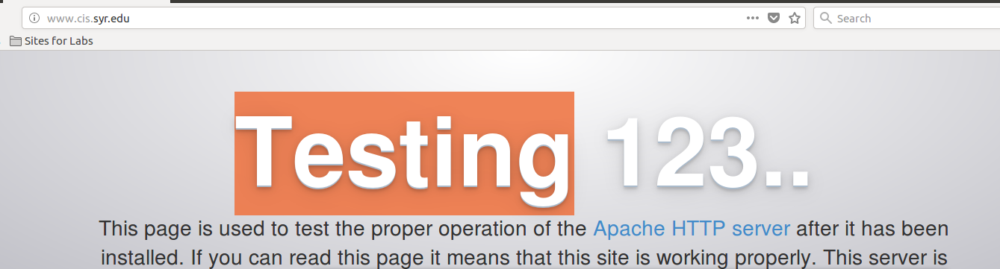 www.cis.syr.edu
Search
Sites for Labs
Testing 123..
This page is used to test the proper operation of the Apache HTTP server after it has been
installed. If you can read this page it means that this site is working properly. This server is